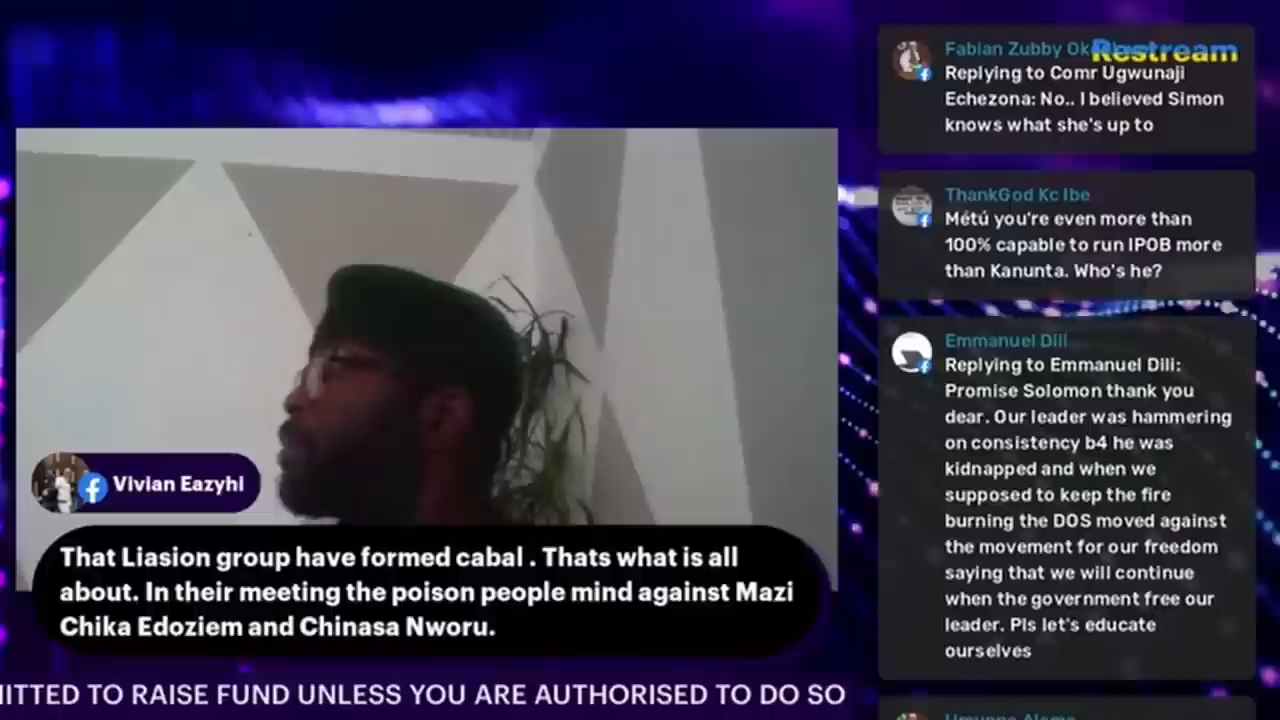 Restream
Fabian Zubby
Replying to Comr Ugwunaji
Echezona: No.. I believed Simon
knows what she's up to
ThankGod Kc Ibe
Métú you're even more than
100% capable to run IPOB more
than Kanunta. Who's he?
Emmanuel Dili
Replying to Emmanuel Dili:
Promise Solomon thank you
dear. Our leader was hammering
on consistency b4 he was
kidnapped and when we
supposed to keep the fire
burning the DOS moved against
the movement for our freedom
saying that we will continue
when the government free our
leader. Pls let's educate
ourselves
Vivian Eazyhl
That Liasion group have formed cabal . Thats what is all
about. In their meeting the poison people mind against Mazi
Chika Edoziem and Chinasa Nworu.
ITTED TO RAISE FUND UNLESS YOU ARE AUTHORISED TO DO SO